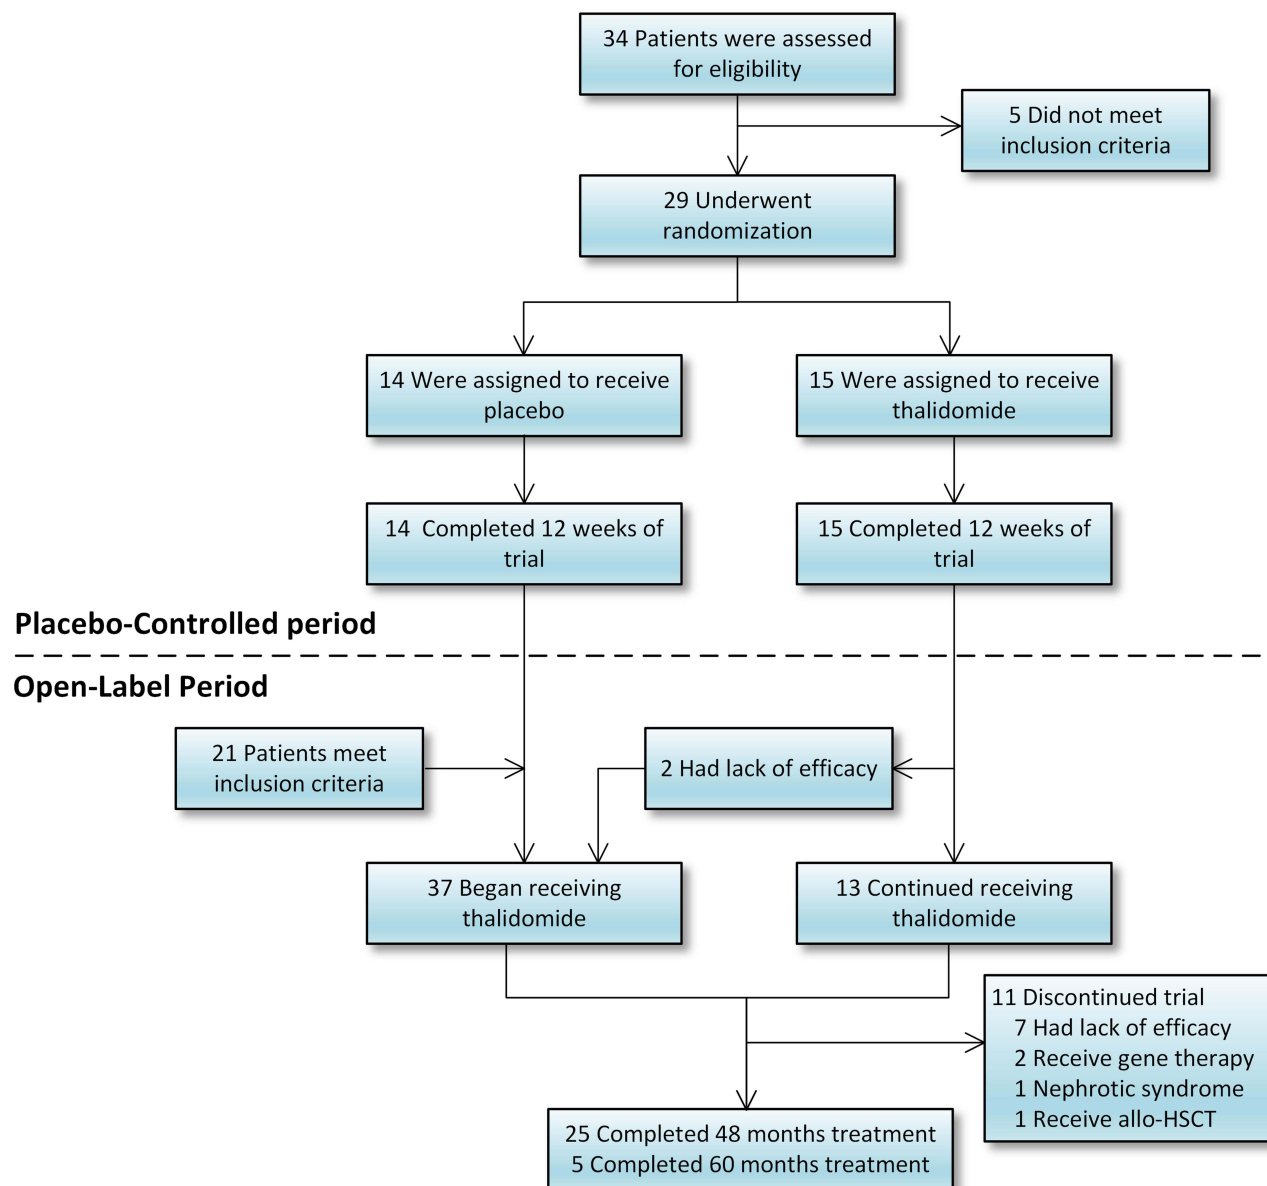 34 Patients were assessed
for eligibility
5 Did not meet
inclusion criteria
29 Underwent
randomization
14 Were assigned to receive
placebo
15 Were assigned to receive
thalidomide
14 Completed 12 weeks of
trial
15 Completed 12 weeks of
trial
Placebo-Controlled period
Open-Label Period
21 Patients meet
inclusion criteria
2 Had lack of efficacy
37 Began receiving
thalidomide
13 Continued receiving
thalidomide
11 Discontinued trial
7 Had lack of efficacy
2 Receive gene therapy
1 Nephrotic syndrome
1 Receive allo-HSCT
25 Completed 48 months treatment
5 Completed 60 months treatment